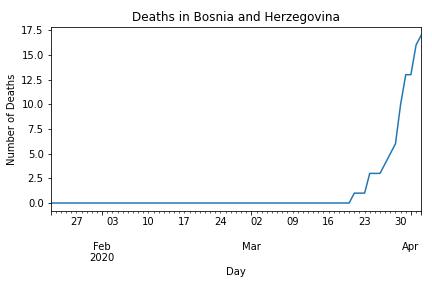 Deaths in Bosnia and Herzegovina
Number of Deaths
17.5
15.0
12.5
10.0
7.5
5.0
2.5
0.0
27 03 10 17 24 02 09 16 23 30
Feb Mar Apr
2020
Day